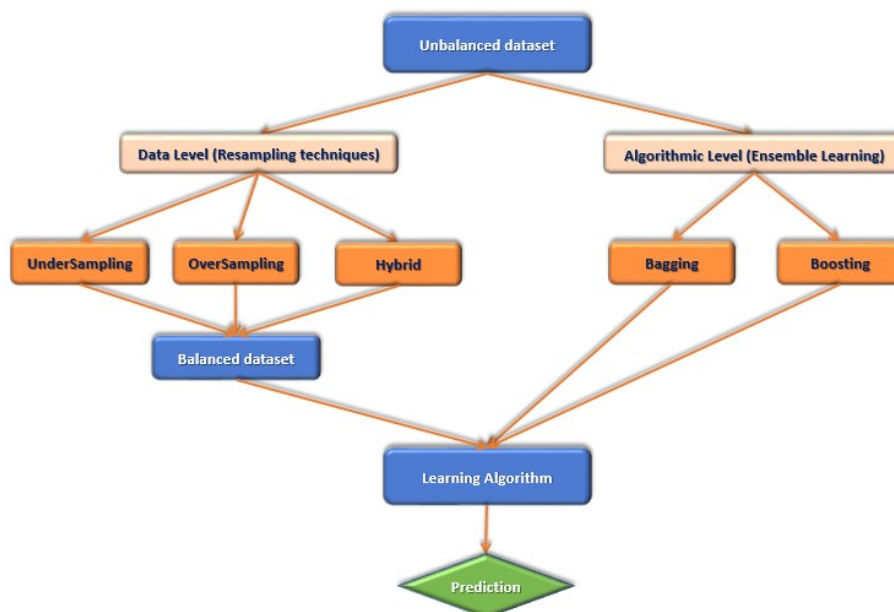 Unbalanced dataset
Data Level (Resampling techniques)
Algorithmic Level (Ensemble Learning)
UnderSampling
OverSampling
Hybrid
Bagging
Boosting
Balanced dataset
Learning Algorithm
Prediction